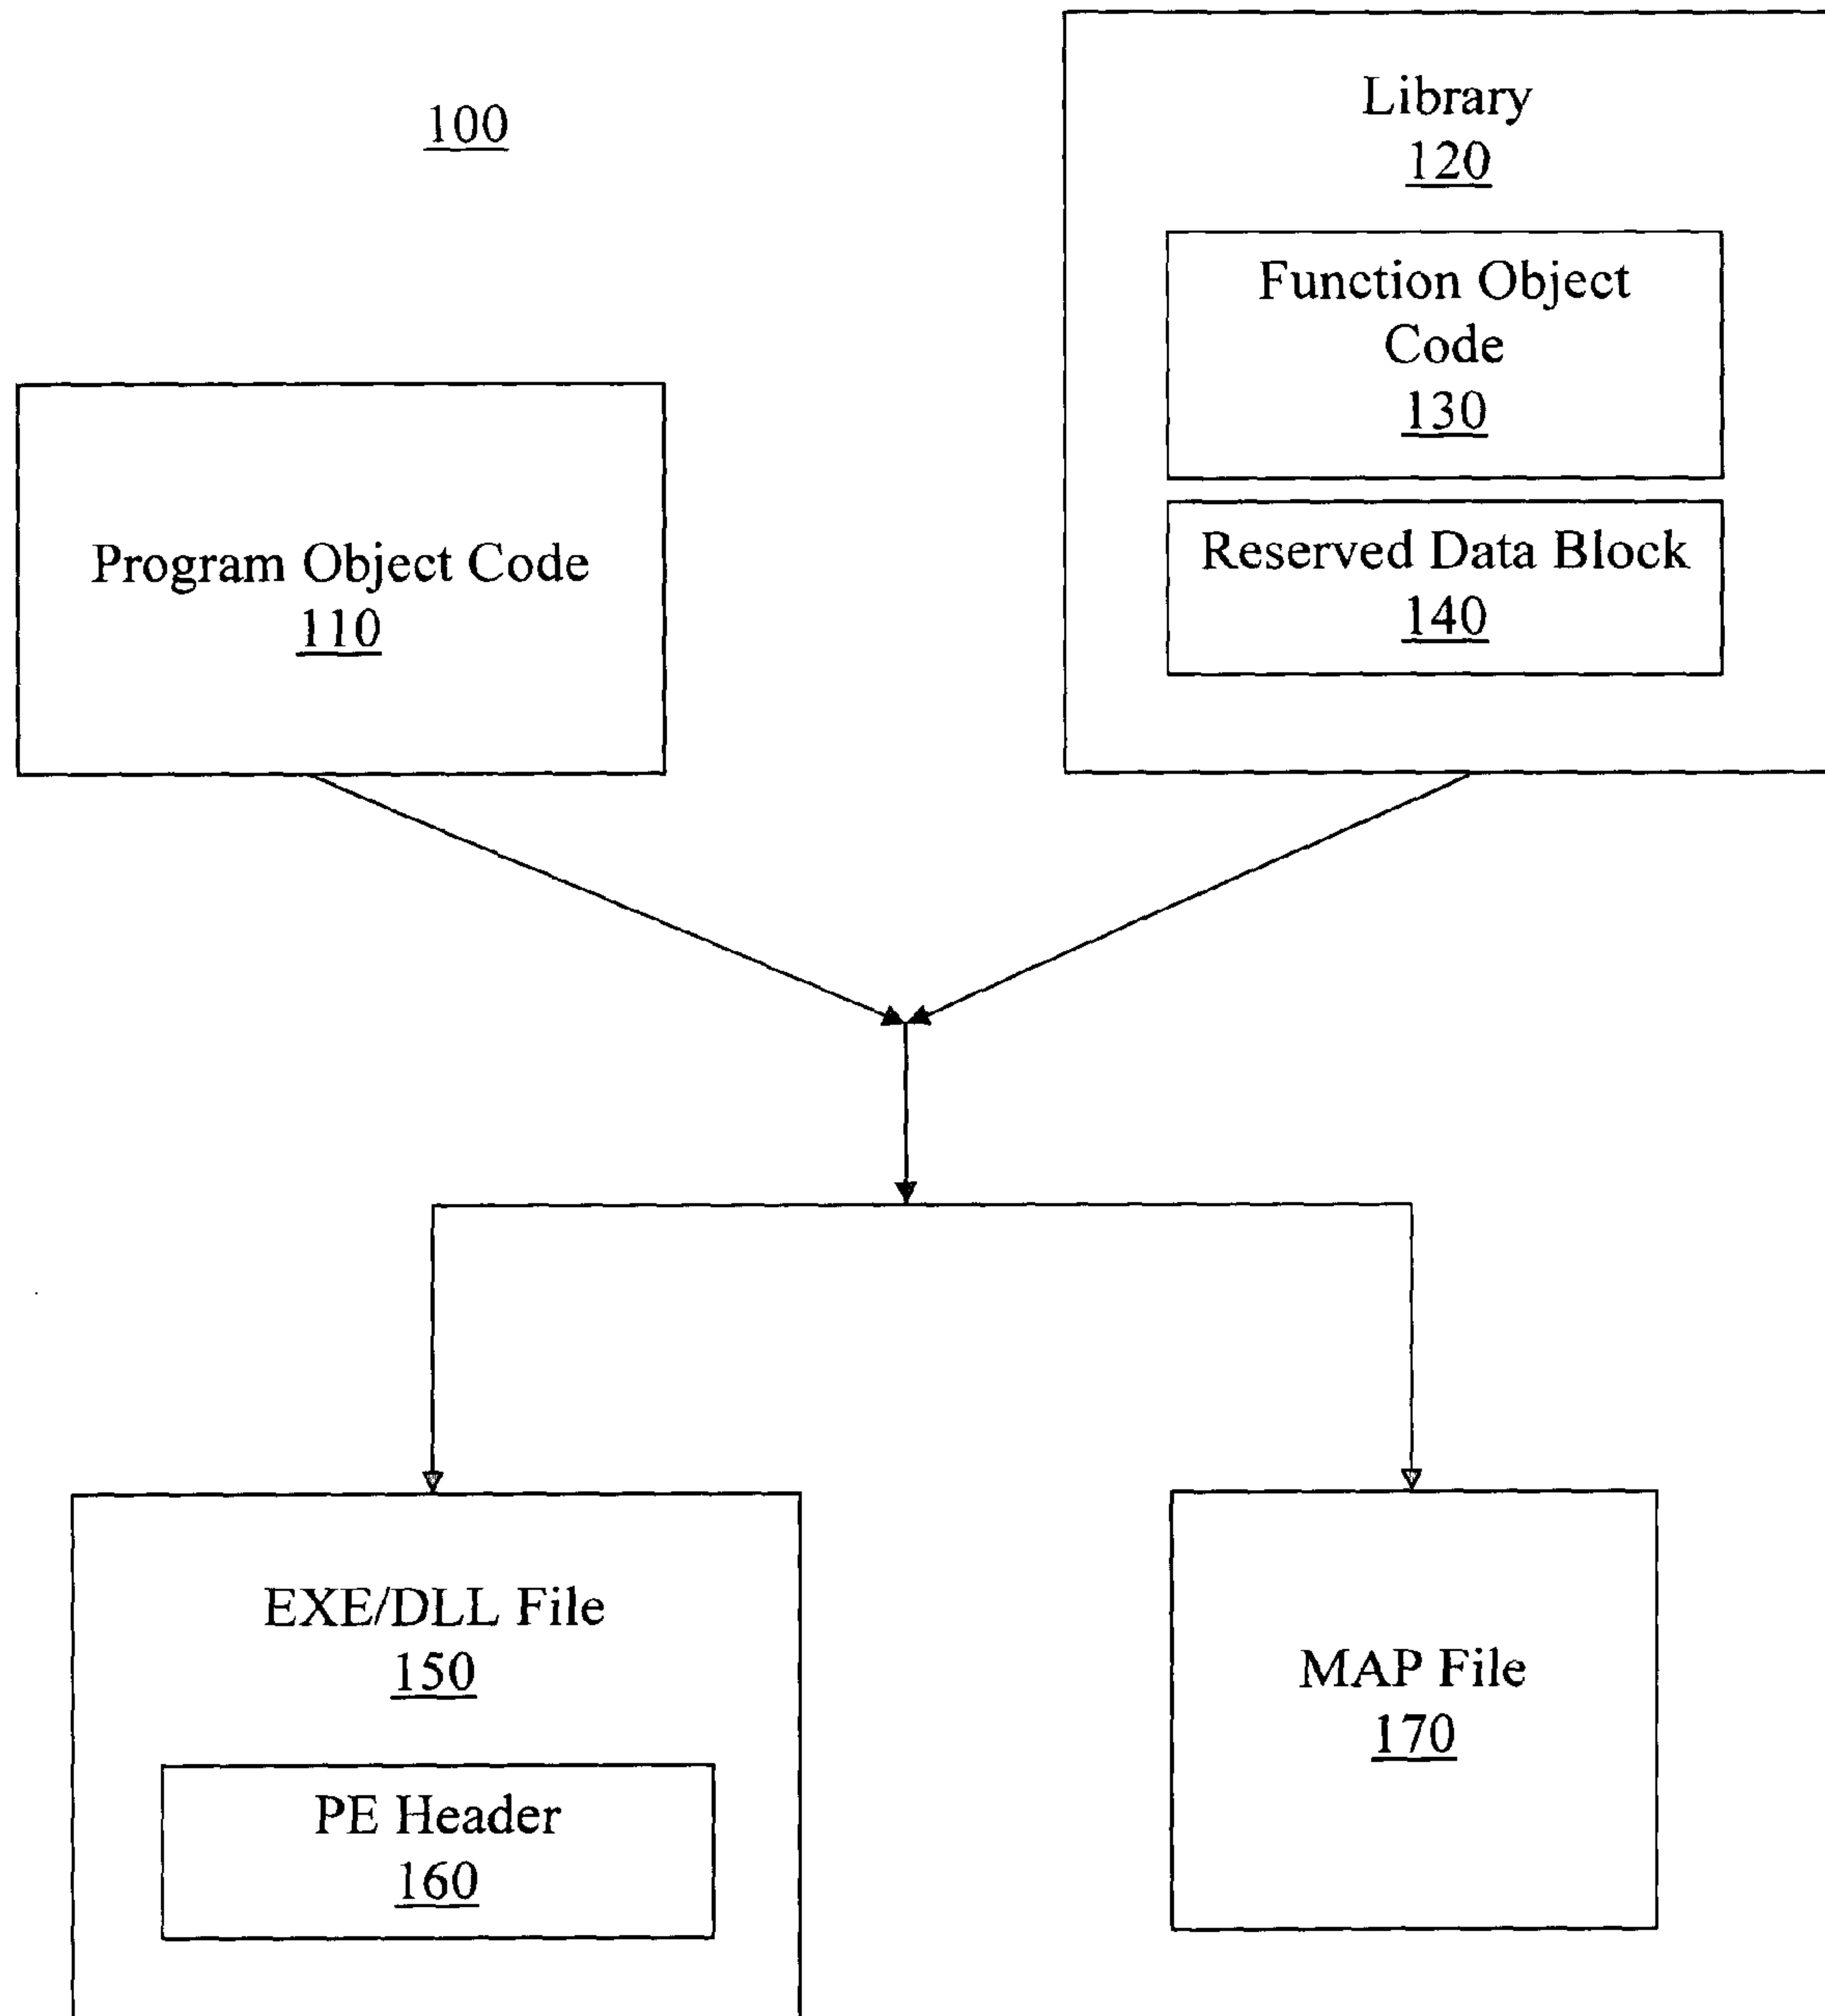 100
Library
120
Function Object
Code
130
Reserved Data Block
140
Program Object Code
110
EXE/DLL File
150
PE Header
160
MAP File
170